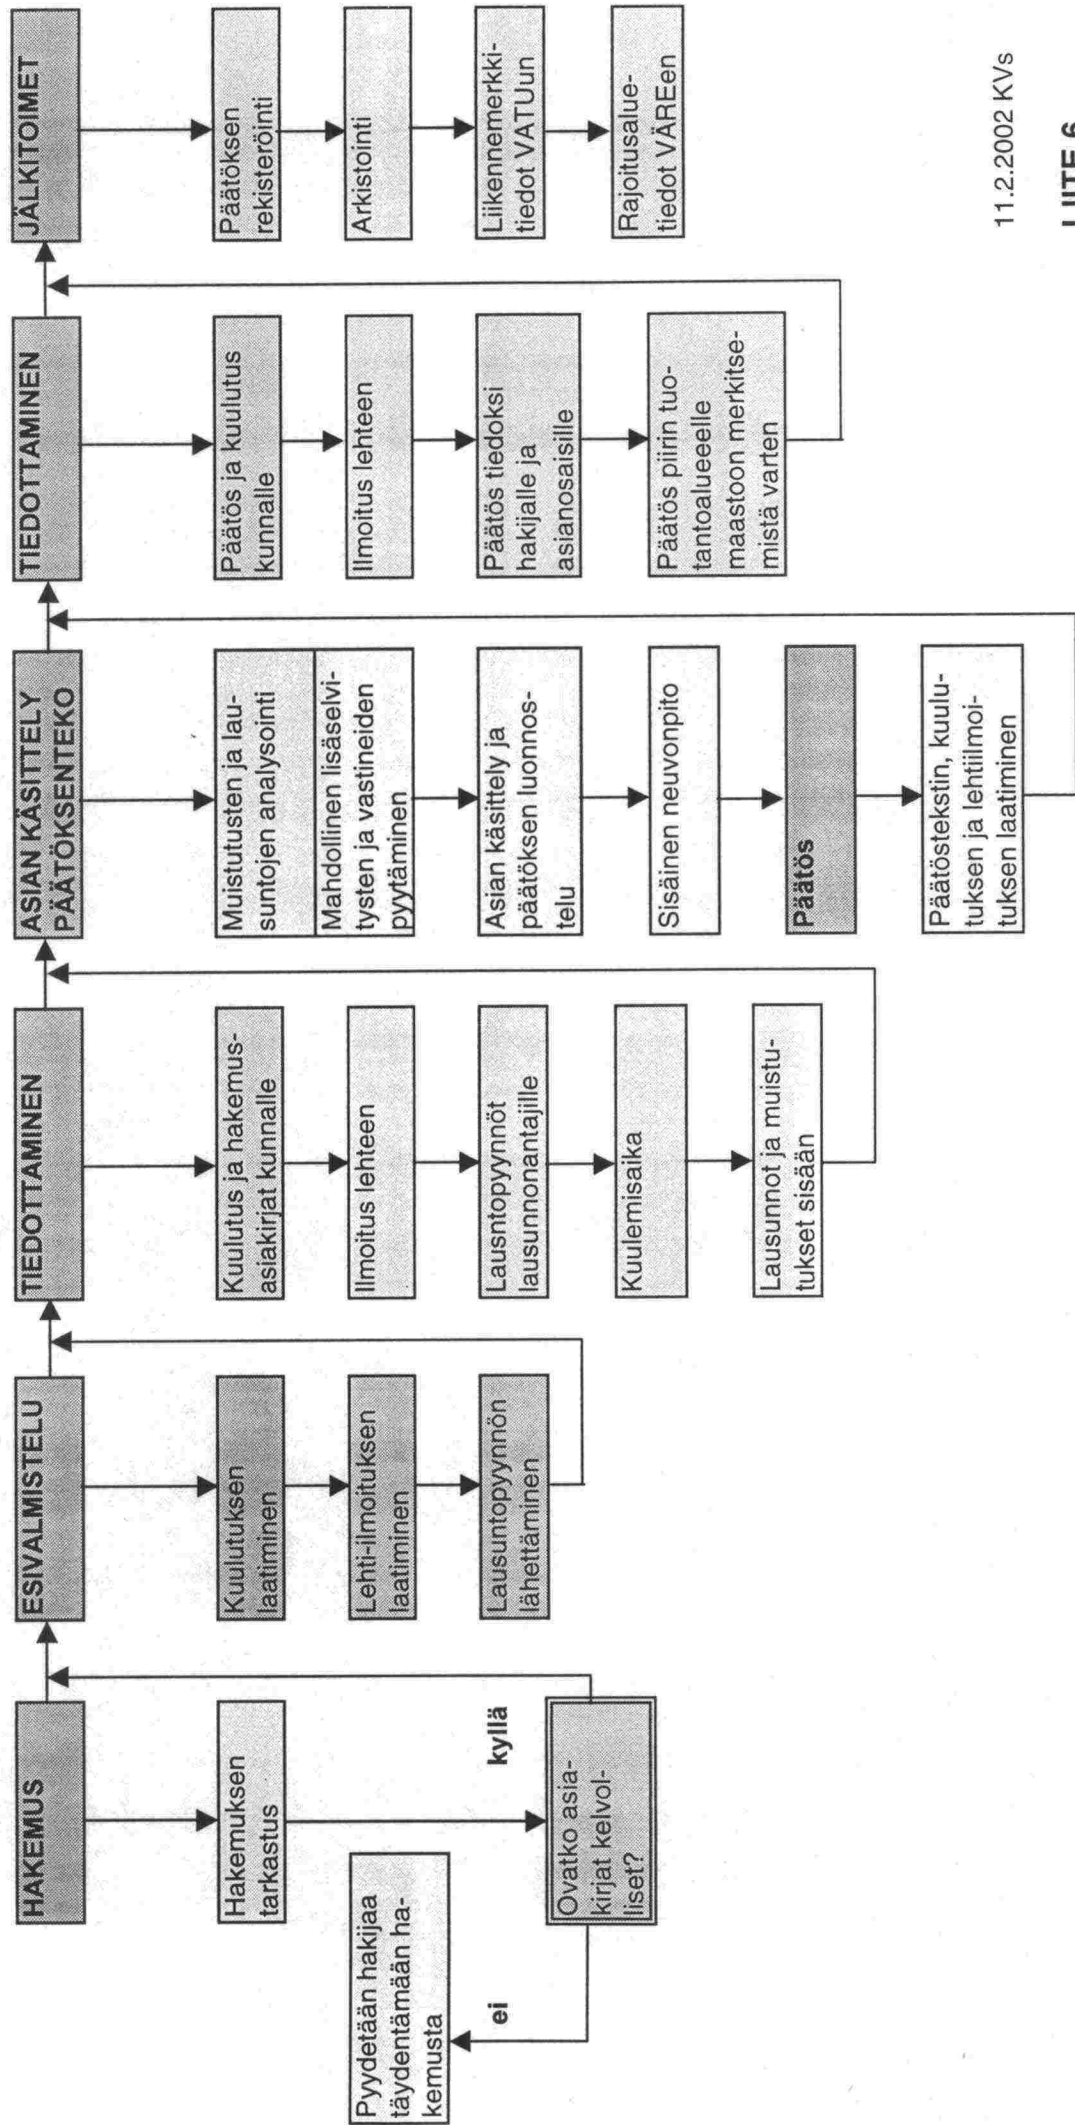 HAKEMUS
Hakemuksen
tarkastus
Pyydetään hakijaa
täydentämään ha-
kemusta
ei
kyllä
Ovatko asia-
kirjat kelvol-
liset?
ESIVALMISTELU
Kuulutuksen
laatiminen
Lehti-ilmoituksen
laatiminen
Lausuntopyynnön
lähettäminen
TIEDOTTAMINEN
Kuulutus ja hakemus-
asiakirjat kunnalle
Ilmoitus lehteen
Lausntopyynnöt
lausunnonantajille
Kuulemisaika
Lausunnot ja muistu-
tukset sisään
ASIAN KÄSITTELY
PÄÄTÖKSENTEKO
Muistutusten ja lau-
suntojen analysointi
Mahdollinen lisäselvi-
tysten ja vastineiden
pyytäminen
Asian käsittely ja
päätöksen luonnos-
telu
Sisäinen neuvonpito
Päätös
Päätöstekstin, kuulu-
tuksen ja lehtiilmoi-
tuksen laatiminen
TIEDOTTAMINEN
Päätös ja kuulutus
kunnalle
Ilmoitus lehteen
Päätös tiedoksi
hakijalle ja
asianosaisille
Päätös piirin tuo-
tantoalueeelle
maastoon merkitse-
mistä varten
JÄLKITOIMET
Päätöksen
rekisteröinti
Arkistointi
Liikennemerkki-
tiedot VATUun
Rajoitusalue-
tiedot VÄREen
11.2.2002 KVs
LIITE 6